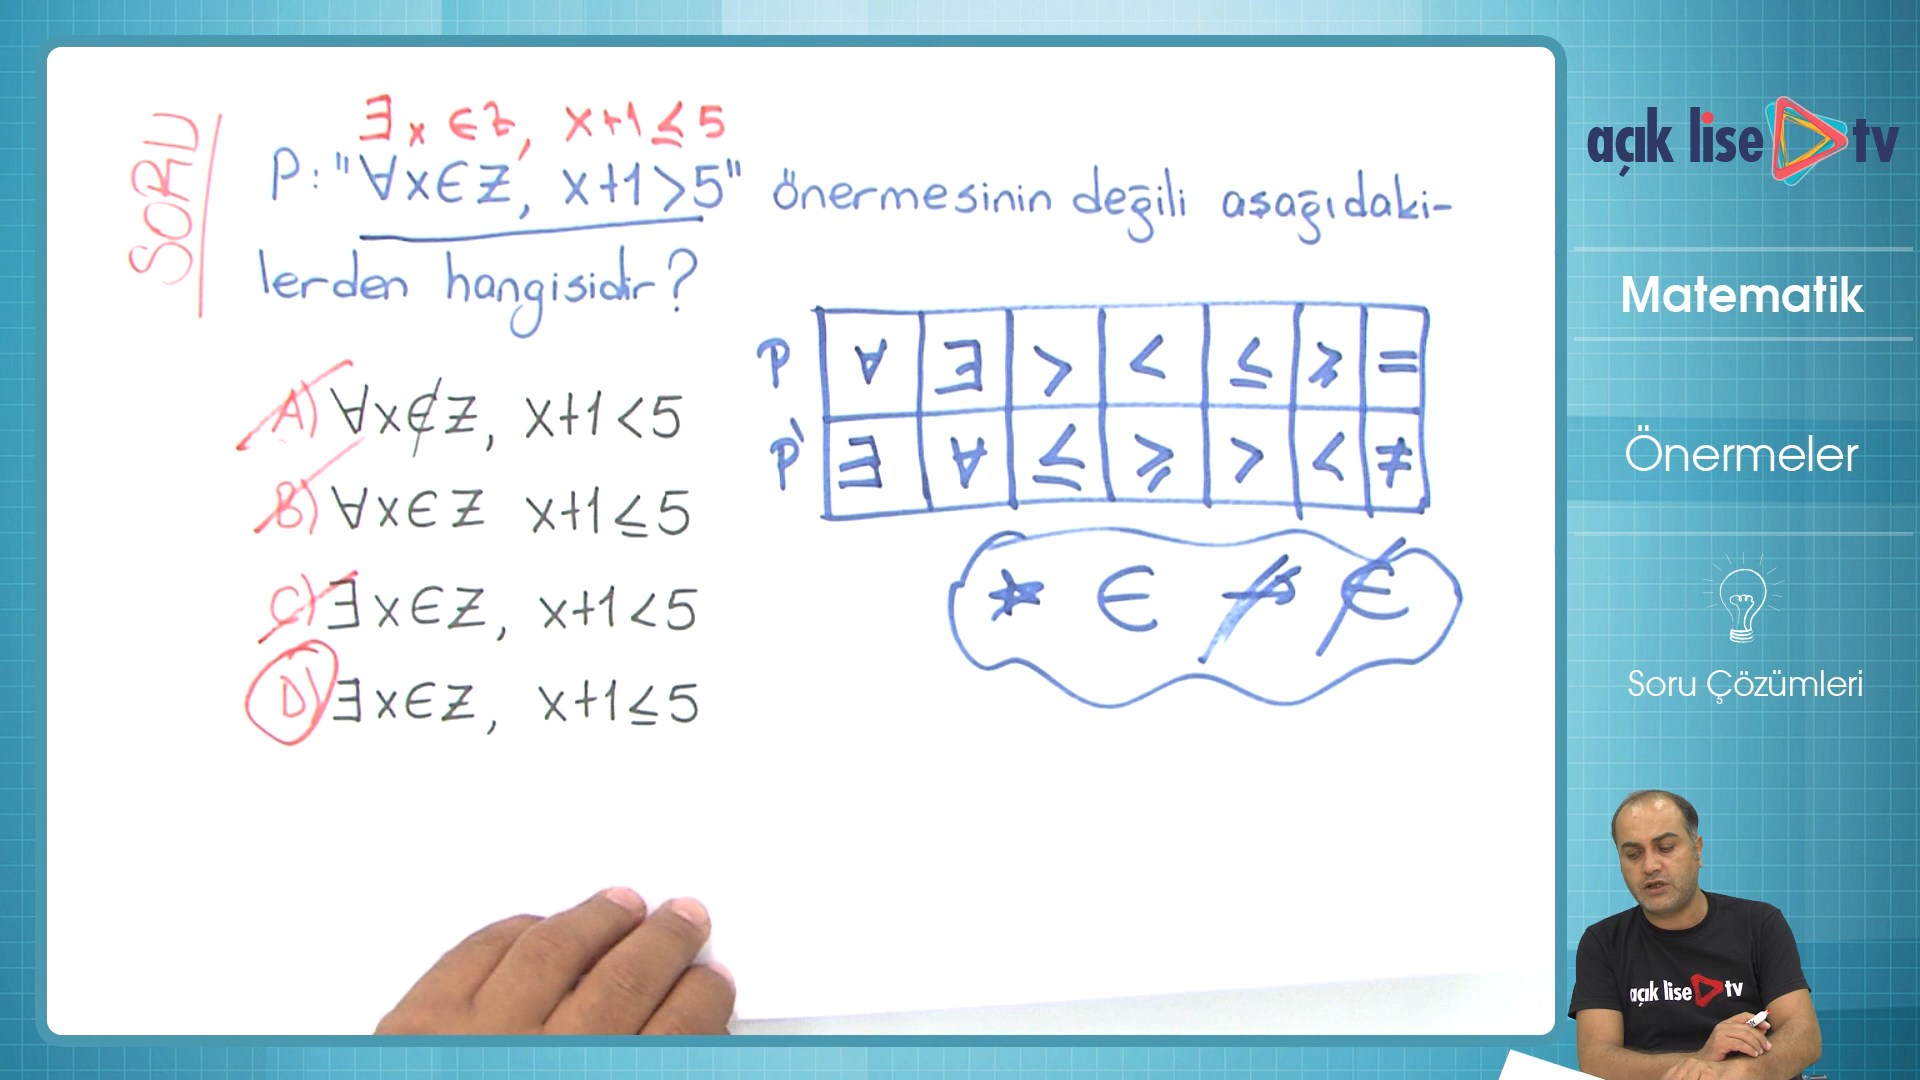 SORU
∃x ∈ Z, x+1≤5
P: "∀x∈Z, x+1>5" önermesinin değili aşağıdaki-
lerden hangisidir?
A) ∀x∉Z, x+1<5
B) ∀x∈Z x+1≤5
C) ∃x∈Z, x+1<5
D) ∃x∈Z, x+1≤5
P ∀ ∃ > < ≤ ≥ =
P' ∃ ∀ ≤ ≥ > < ≠
* ∈ ∉
açık lise tv
Matematik
Önermeler
Soru Çözümleri
açık lise tv